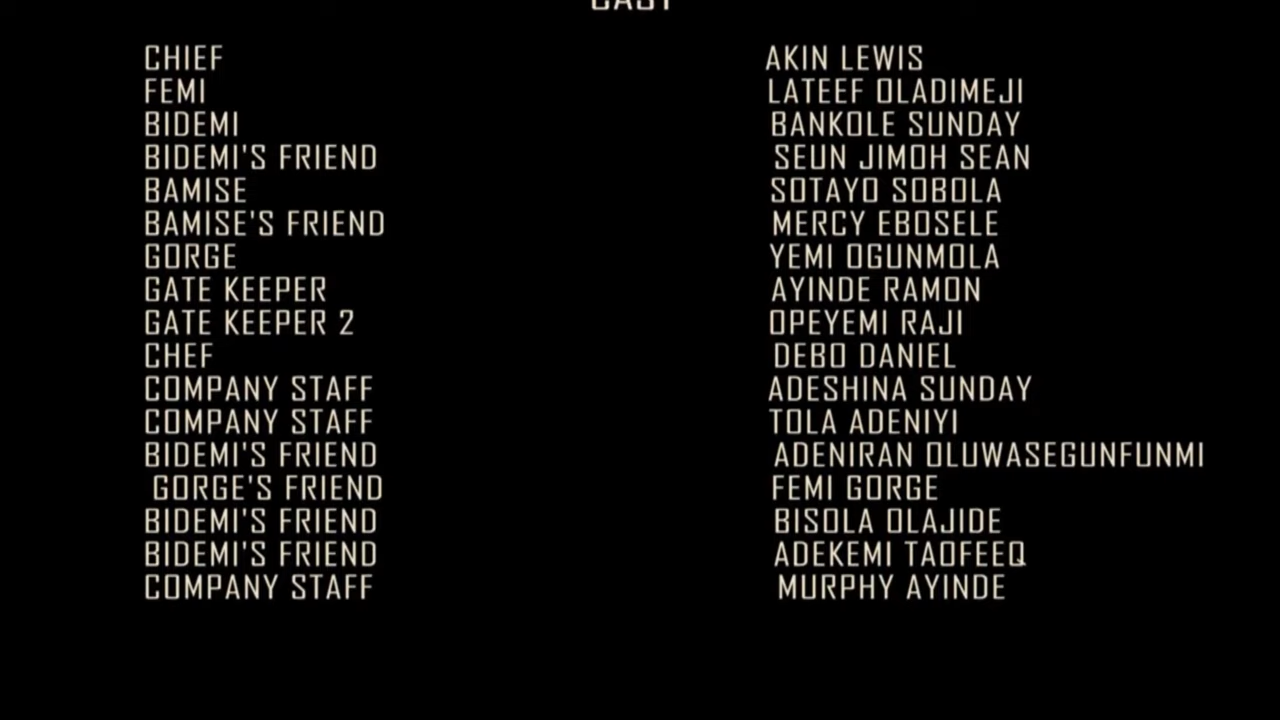 CAST
CHIEF AKIN LEWIS
FEMI LATEEF OLADIMEJI
BIDEMI BANKOLE SUNDAY
BIDEMI'S FRIEND SEUN JIMOH SEAN
BAMISE SOTAYO SOBOLA
BAMISE'S FRIEND MERCY EBOSELE
GORGE YEMI OGUNMOLA
GATE KEEPER AYINDE RAMON
GATE KEEPER 2 OPEYEMI RAJI
CHEF DEBO DANIEL
COMPANY STAFF ADESHINA SUNDAY
COMPANY STAFF TOLA ADENIYI
BIDEMI'S FRIEND ADENIRAN OLUWASEGUNFUNMI
GORGE'S FRIEND FEMI GORGE
BIDEMI'S FRIEND BISOLA OLAJIDE
BIDEMI'S FRIEND ADEKEMI TAOFEEQ
COMPANY STAFF MURPHY AYINDE